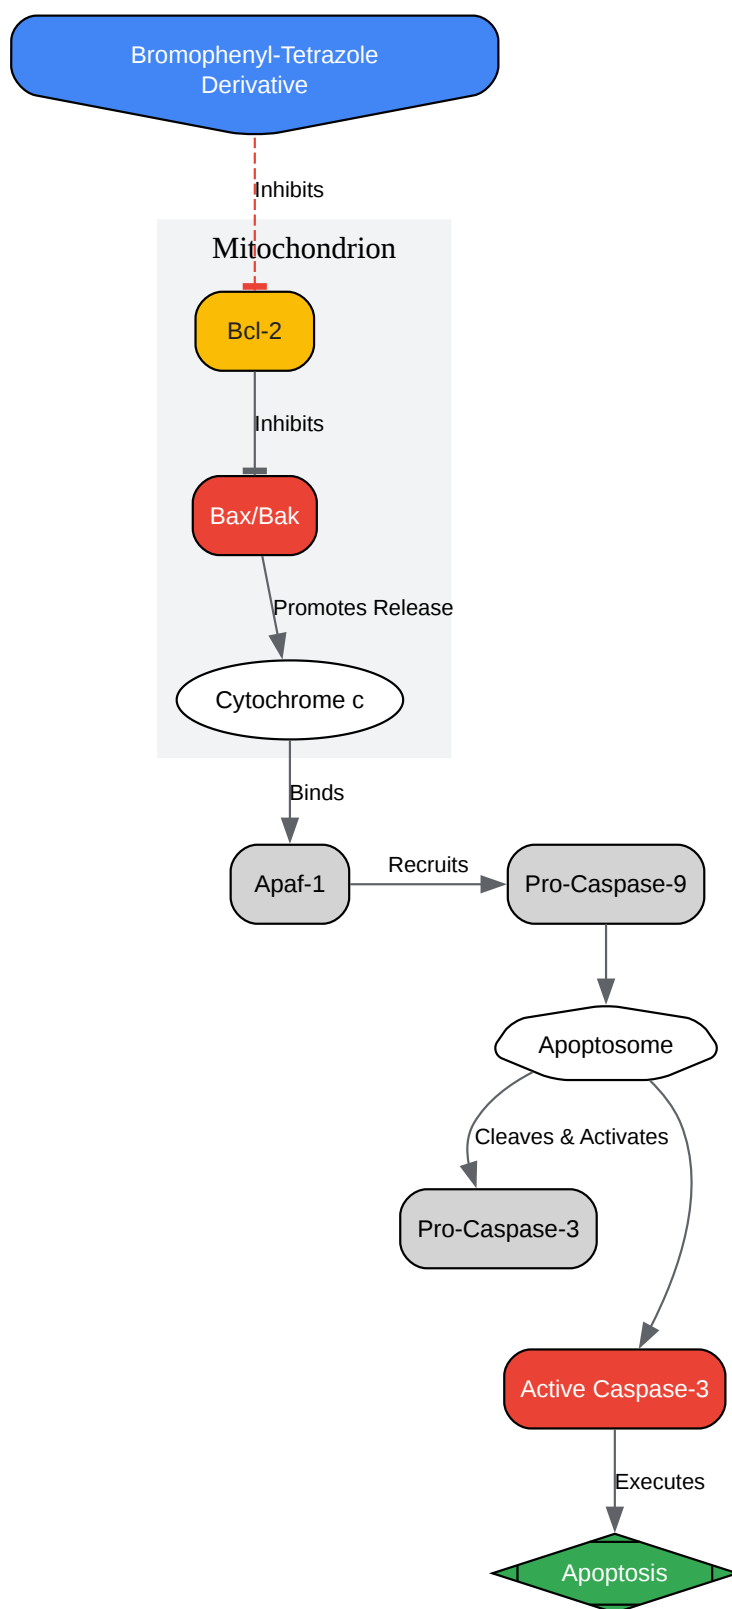 Bromophenyl-Tetrazole
Derivative
Inhibits
Mitochondrion
Bcl-2
Inhibits
Bax/Bak
Promotes Release
Cytochrome c
Binds
Apaf-1
Recruits
Pro-Caspase-9
Apoptosome
Cleaves & Activates
Pro-Caspase-3
Active Caspase-3
Executes
Apoptosis